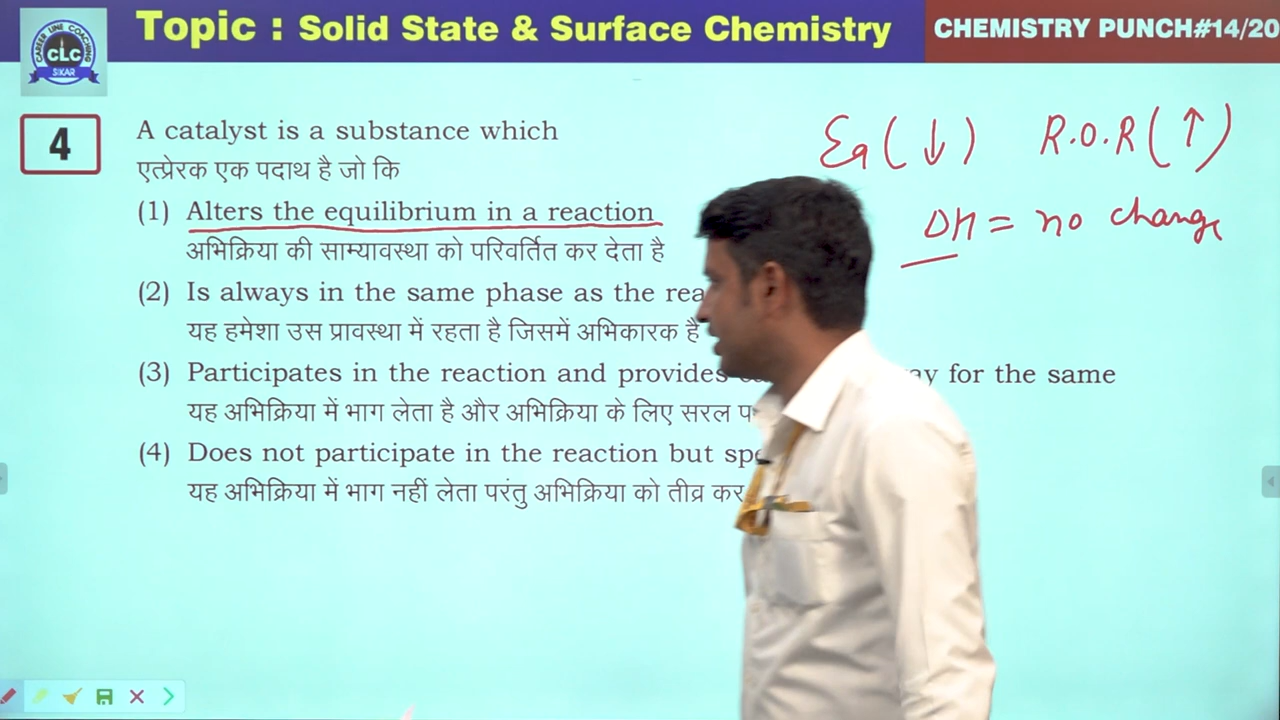 Topic : Solid State & Surface Chemistry
CHEMISTRY PUNCH#14/20
CAREER LINE COACHING
CLC
SIKAR
4
A catalyst is a substance which
एत्प्रेरक एक पदाथ है जो कि
(1) Alters the equilibrium in a reaction
अभिक्रिया की साम्यावस्था को परिवर्तित कर देता है
(2) Is always in the same phase as the rea
यह हमेशा उस प्रावस्था में रहता है जिसमें अभिकारक है
(3) Participates in the reaction and provides for the same
यह अभिक्रिया में भाग लेता है और अभिक्रिया के लिए सरल प
(4) Does not participate in the reaction but spe
यह अभिक्रिया में भाग नहीं लेता परंतु अभिक्रिया को तीव्र कर
Ea (↓) R.O.R (↑)
DH = no change